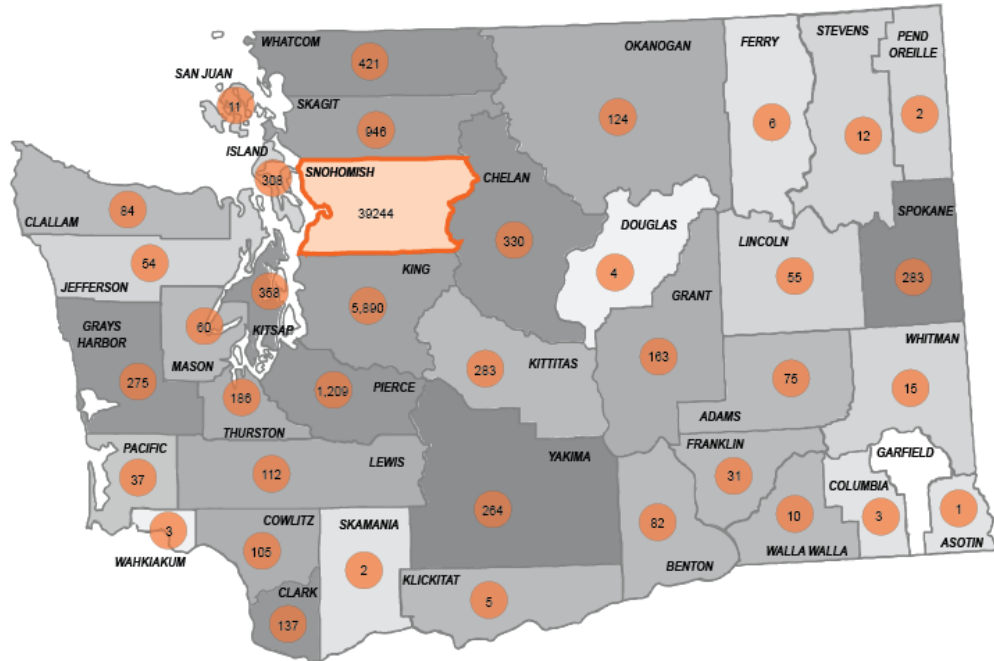 WHATCOM
421
SAN JUAN
11
SKAGIT
946
ISLAND
308
SNOHOMISH
39244
CHELAN
330
OKANOGAN
124
FERRY
6
STEVENS
12
PEND
OREILLE
2
CLALLAM
84
JEFFERSON
54
DOUGLAS
4
LINCOLN
55
SPOKANE
283
KING
5,890
KITSAP
358
GRAYS
HARBOR
275
MASON
60
GRANT
163
KITTITAS
283
PIERCE
1,209
THURSTON
186
ADAMS
75
WHITMAN
15
PACIFIC
37
LEWIS
112
YAKIMA
264
FRANKLIN
31
GARFIELD
COLUMBIA
3
WAHKIAKUM
3
COWLITZ
105
SKAMANIA
2
BENTON
82
WALLA WALLA
10
ASOTIN
1
CLARK
137
KLICKITAT
5